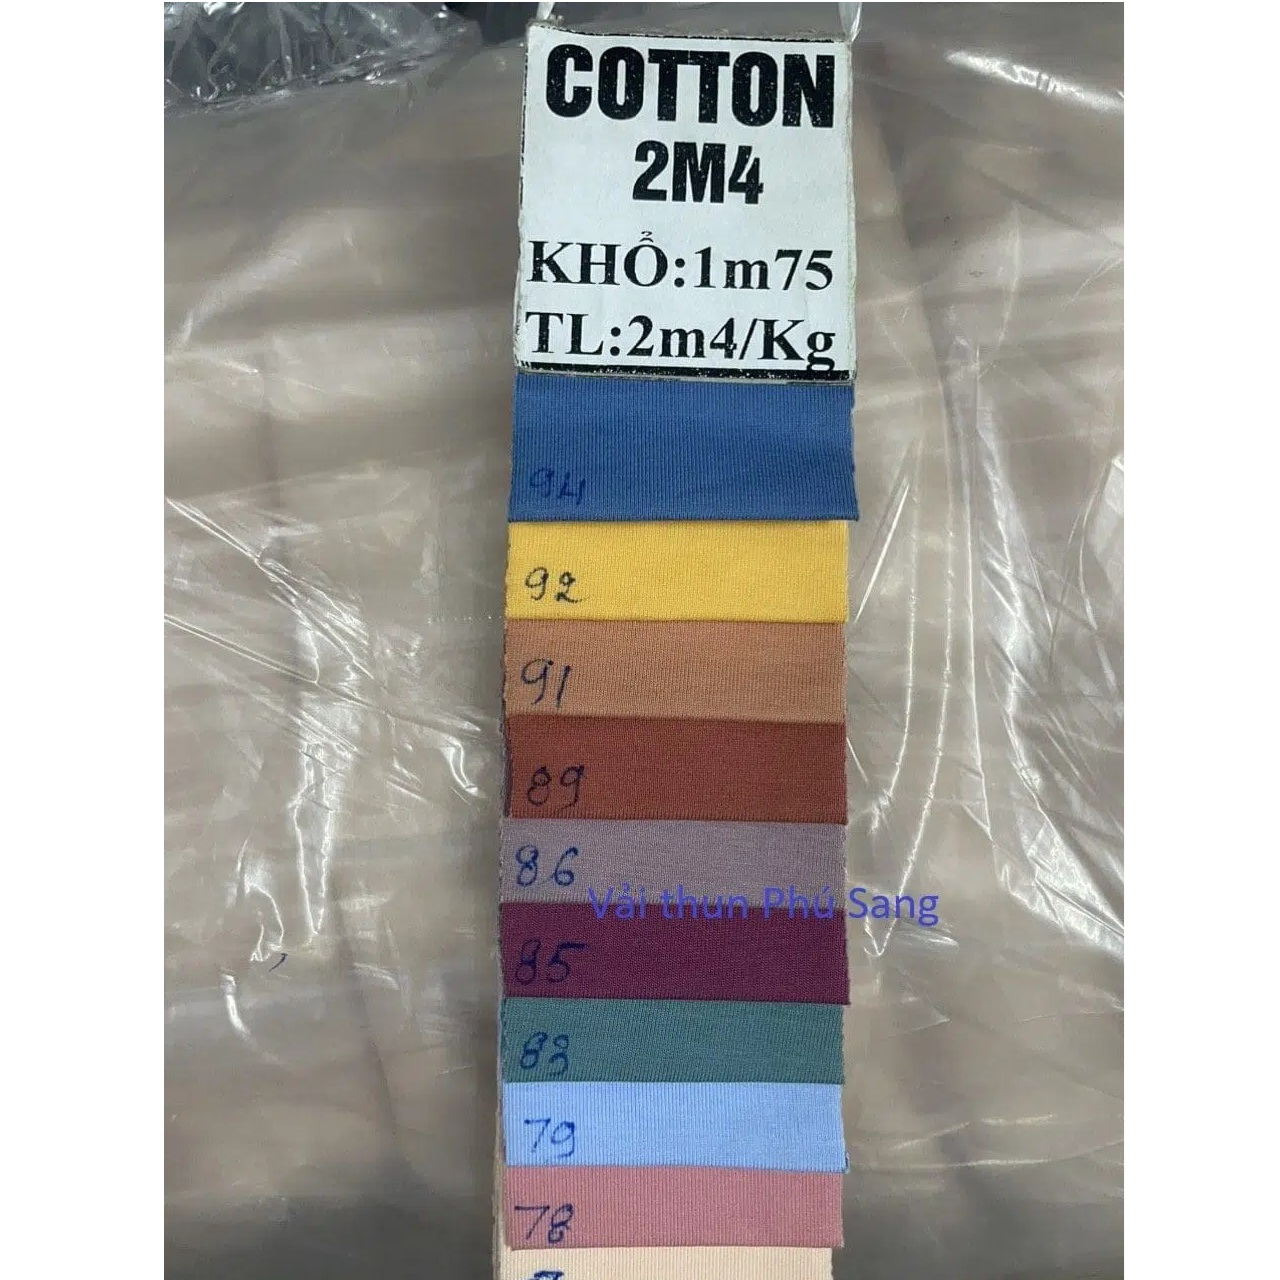 COTTON
2M4
KHỔ:1m75
TL:2m4/Kg
94
92
91
89
86
Vải thun Phú Sang
85
83
79
78